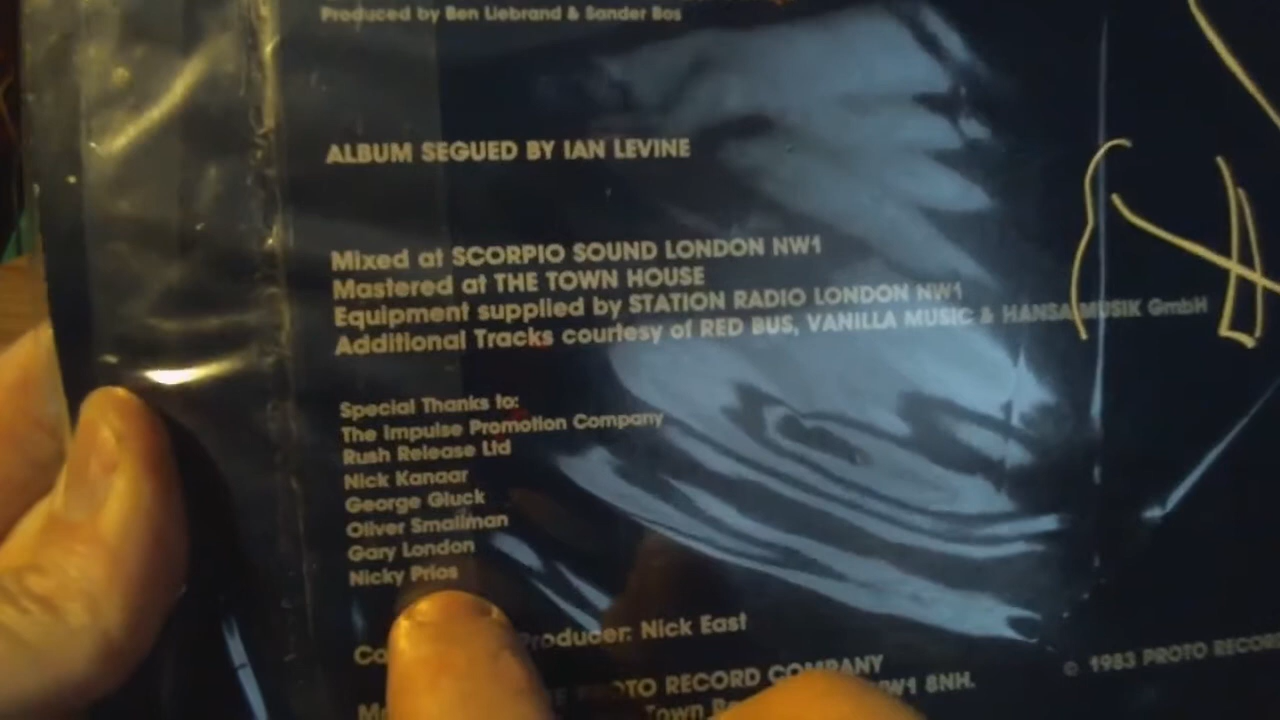 Produced by Ben Liebrand & Sander Bos
ALBUM SEGUED BY IAN LEVINE
Mixed at SCORPIO SOUND LONDON NW1
Mastered at THE TOWN HOUSE
Equipment supplied by STATION RADIO LONDON NW1
Additional Tracks courtesy of RED BUS, VANILLA MUSIC & HANSA MUSIK GmbH
Special Thanks to:
The Impulse Promotion Company
Rush Release Ltd
Nick Kanaar
George Gluck
Oliver Smallman
Gary London
Nicky Prios
Producer: Nick East
PROTO RECORD COMPANY
Town NW1 8NH.
© 1983 PROTO RECORD